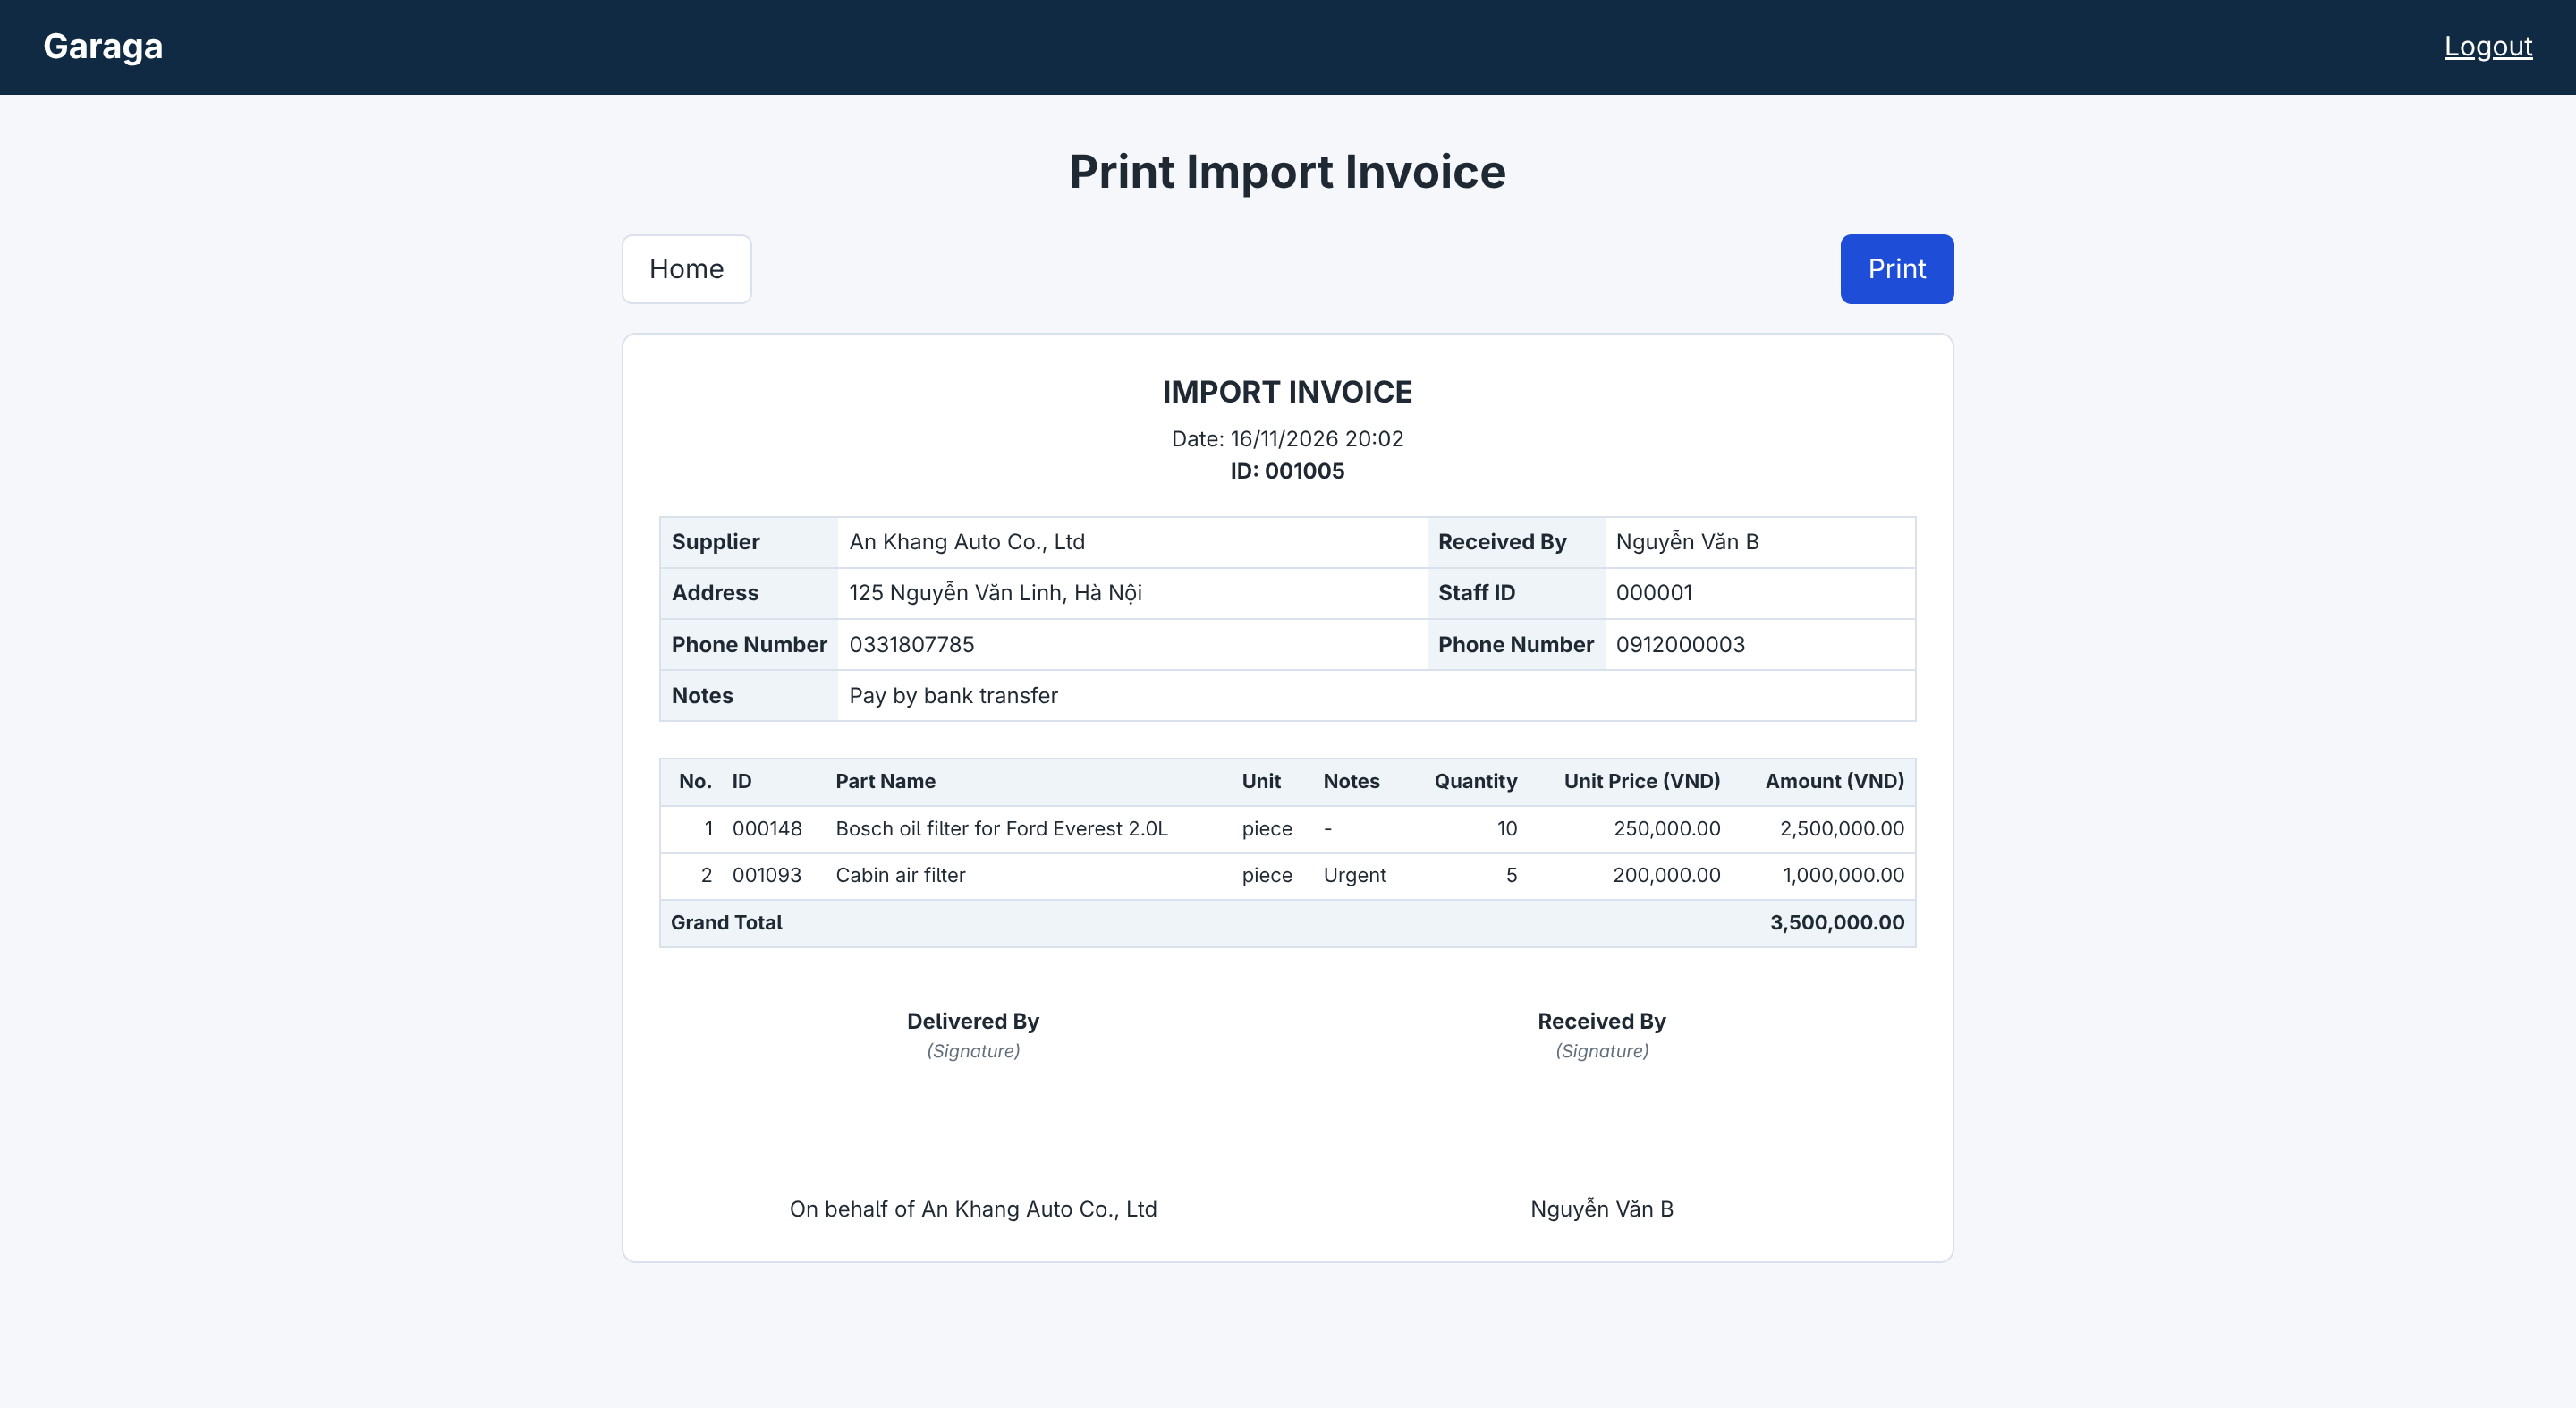 Garaga
Logout
Print Import Invoice
Home
Print
IMPORT INVOICE
Date: 16/11/2026 20:02
ID: 001005
Supplier An Khang Auto Co., Ltd Received By Nguyễn Văn B
Address 125 Nguyễn Văn Linh, Hà Nội Staff ID 000001
Phone Number 0331807785 Phone Number 0912000003
Notes Pay by bank transfer
No. ID Part Name Unit Notes Quantity Unit Price (VND) Amount (VND)
1 000148 Bosch oil filter for Ford Everest 2.0L piece - 10 250,000.00 2,500,000.00
2 001093 Cabin air filter piece Urgent 5 200,000.00 1,000,000.00
Grand Total 3,500,000.00
Delivered By Received By
(Signature) (Signature)
On behalf of An Khang Auto Co., Ltd Nguyễn Văn B